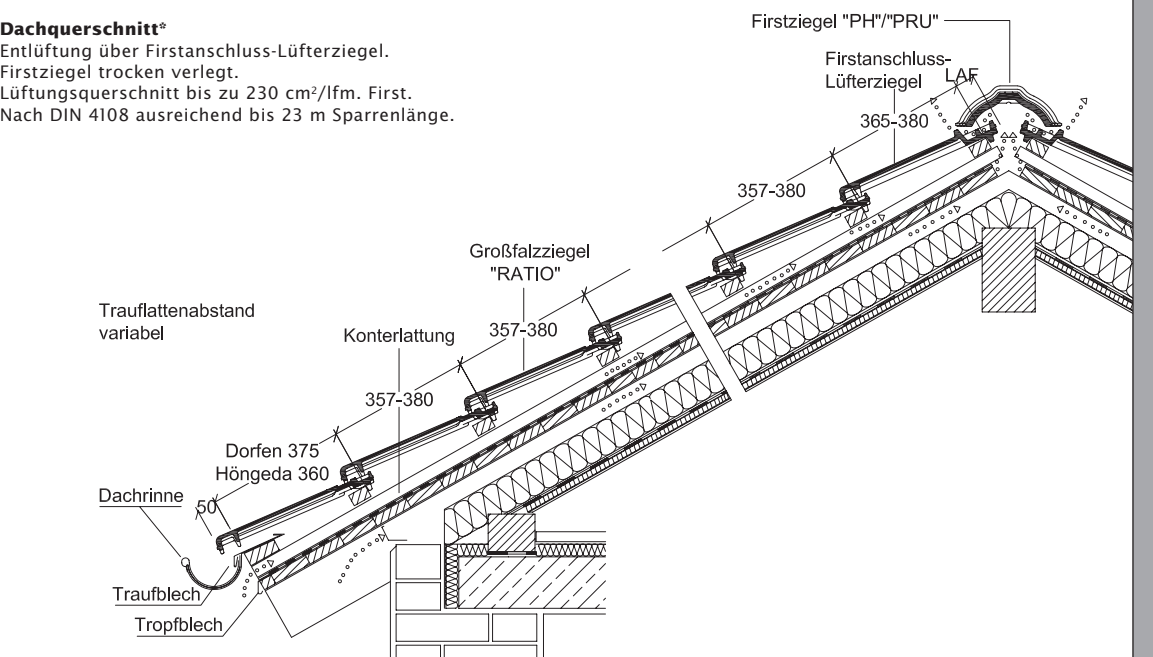 Dachquerschnitt*
Entlüftung über Firstanschluss-Lüfterziegel.
Firstziegel trocken verlegt.
Lüftungsquerschnitt bis zu 230 cm²/lfm. First.
Nach DIN 4108 ausreichend bis 23 m Sparrenlänge.
Firstziegel "PH"/"PRU"
Firstanschluss-
Lüfterziegel
LAF
365-380
357-380
Großfalzziegel
"RATIO"
357-380
Trauflattenabstand
variabel
Konterlattung
357-380
Dorfen 375
Höngeda 360
Dachrinne
50
Traufblech
Tropfblech